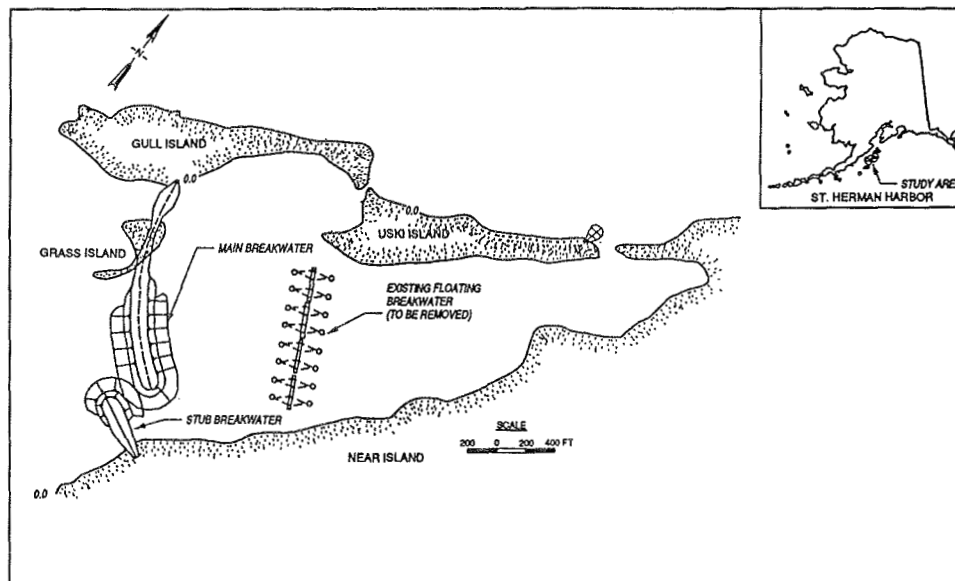 -N-
GULL ISLAND
0.0
GRASS ISLAND
MAIN BREAKWATER
0.0
USKI ISLAND
EXISTING FLOATING
BREAKWATER
(TO BE REMOVED)
STUB BREAKWATER
SCALE
200 0 200 400 FT
NEAR ISLAND
0.0
STUDY AREA
ST. HERMAN HARBOR